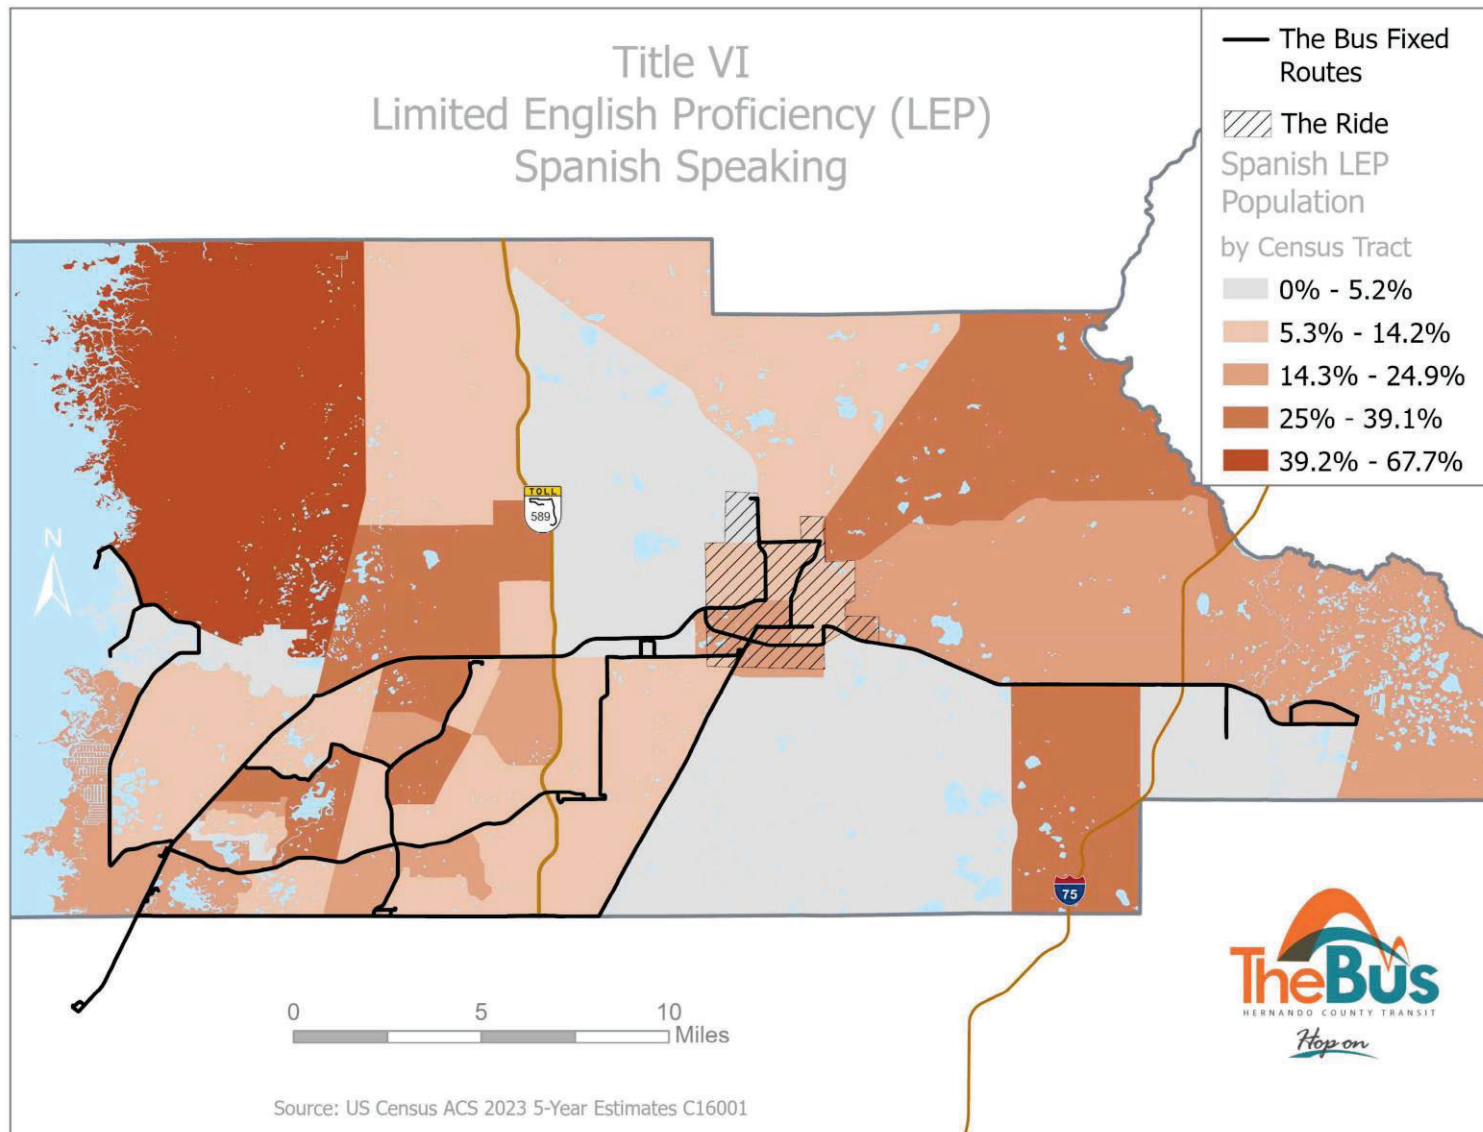 Title VI
Limited English Proficiency (LEP)
Spanish Speaking
The Bus Fixed
Routes
The Ride
Spanish LEP
Population
by Census Tract
0% - 5.2%
5.3% - 14.2%
14.3% - 24.9%
25% - 39.1%
39.2% - 67.7%
TOLL
589
N
75
0 5 10
Miles
TheBus
HERNANDO COUNTY TRANSIT
Hop on
Source: US Census ACS 2023 5-Year Estimates C16001